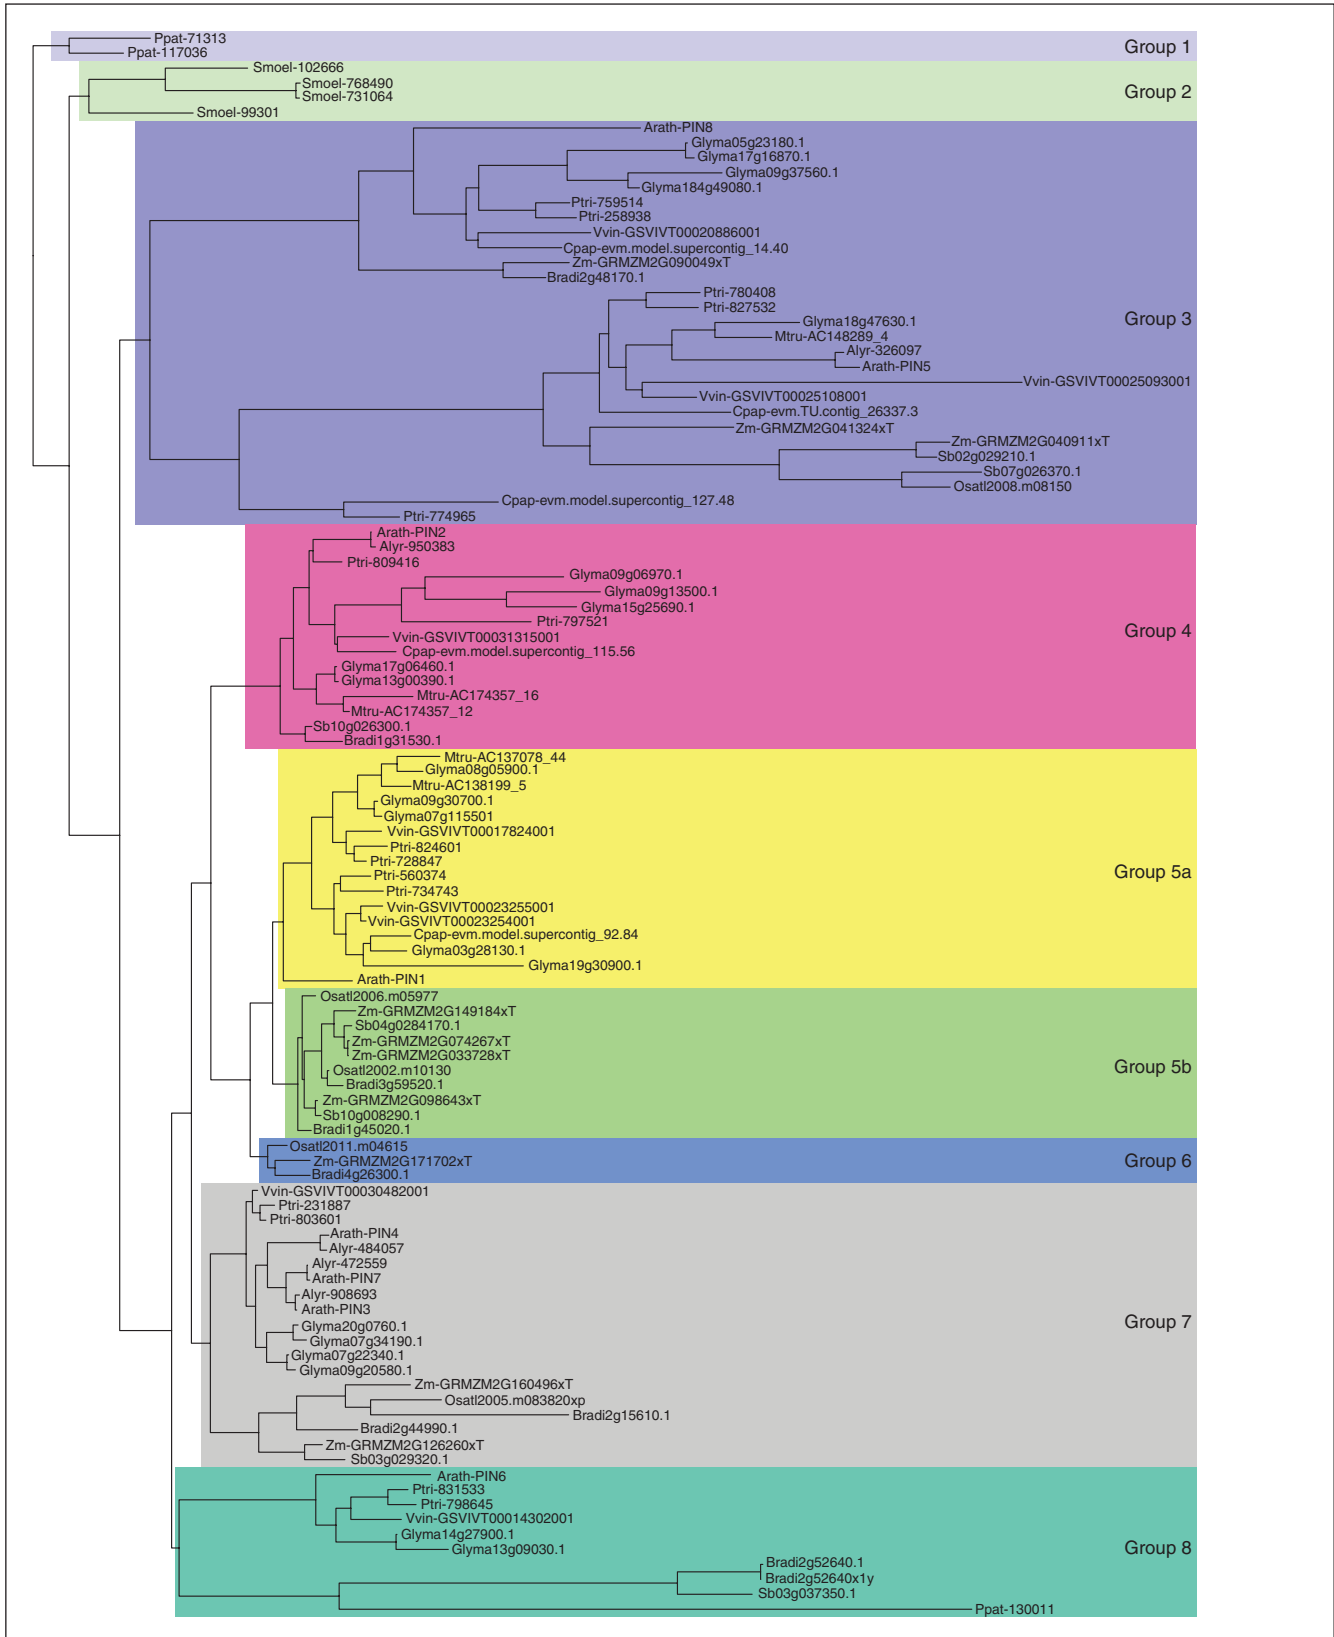 Ppat-71313
Group 1
Ppat-117036
Smoel-102666
Smoel-768490
Group 2
Smoel-731064
Smoel-99301
Arath-PIN8
Glyma05g23180.1
Glyma17g16870.1
Glyma09g37560.1
Glyma184g49080.1
Ptri-759514
Ptri-258938
Vvin-GSVIVT00020886001
Cpap-evm.model.supercontig_14.40
Zm-GRMZM2G090049xT
Bradi2g48170.1
Ptri-780408
Ptri-827532
Group 3
Glyma18g47630.1
Mtru-AC148289_4
Alyr-326097
Arath-PIN5
Vvin-GSVIVT00025093001
Vvin-GSVIVT00025108001
Cpap-evm.TU.contig_26337.3
Zm-GRMZM2G041324xT
Zm-GRMZM2G040911xT
Sb02g029210.1
Sb07g026370.1
Osatl2008.m08150
Cpap-evm.model.supercontig_127.48
Ptri-774965
Arath-PIN2
Alyr-950383
Ptri-809416
Glyma09g06970.1
Glyma09g13500.1
Glyma15g25690.1
Ptri-797521
Group 4
Vvin-GSVIVT00031315001
Cpap-evm.model.supercontig_115.56
Glyma17g06460.1
Glyma13g00390.1
Mtru-AC174357_16
Mtru-AC174357_12
Sb10g026300.1
Bradi1g31530.1
Mtru-AC137078_44
Glyma08g05900.1
Mtru-AC138199_5
Glyma09g30700.1
Glyma07g115501
Vvin-GSVIVT00017824001
Ptri-824601
Ptri-728847
Group 5a
Ptri-560374
Ptri-734743
Vvin-GSVIVT00023255001
Vvin-GSVIVT00023254001
Cpap-evm.model.supercontig_92.84
Glyma03g28130.1
Glyma19g30900.1
Arath-PIN1
Osatl2006.m05977
Zm-GRMZM2G149184xT
Sb04g0284170.1
Zm-GRMZM2G074267xT
Zm-GRMZM2G033728xT
Group 5b
Osatl2002.m10130
Bradi3g59520.1
Zm-GRMZM2G098643xT
Sb10g008290.1
Bradi1g45020.1
Osatl2011.m04615
Zm-GRMZM2G171702xT
Group 6
Bradi4g26300.1
Vvin-GSVIVT00030482001
Ptri-231887
Ptri-803601
Arath-PIN4
Alyr-484057
Alyr-472559
Arath-PIN7
Alyr-908693
Arath-PIN3
Group 7
Glyma20g0760.1
Glyma07g34190.1
Glyma07g22340.1
Glyma09g20580.1
Zm-GRMZM2G160496xT
Osatl2005.m083820xp
Bradi2g15610.1
Bradi2g44990.1
Zm-GRMZM2G126260xT
Sb03g029320.1
Arath-PIN6
Ptri-831533
Ptri-798645
Vvin-GSVIVT00014302001
Glyma14g27900.1
Glyma13g09030.1
Group 8
Bradi2g52640.1
Bradi2g52640x1y
Sb03g037350.1
Ppat-130011